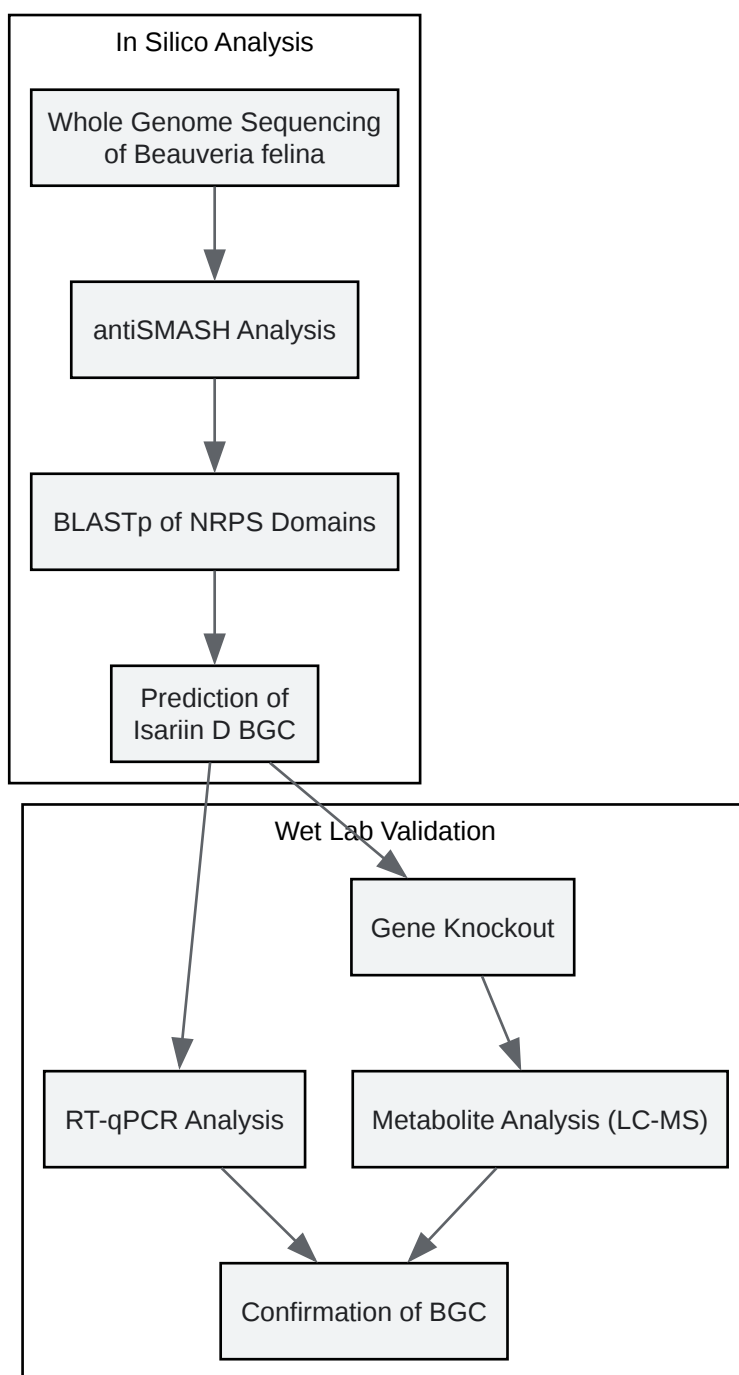 In Silico Analysis
Whole Genome Sequencing
of Beauveria felina
antiSMASH Analysis
BLASTp of NRPS Domains
Prediction of
Isariin D BGC
Wet Lab Validation
Gene Knockout
RT-qPCR Analysis
Metabolite Analysis (LC-MS)
Confirmation of BGC